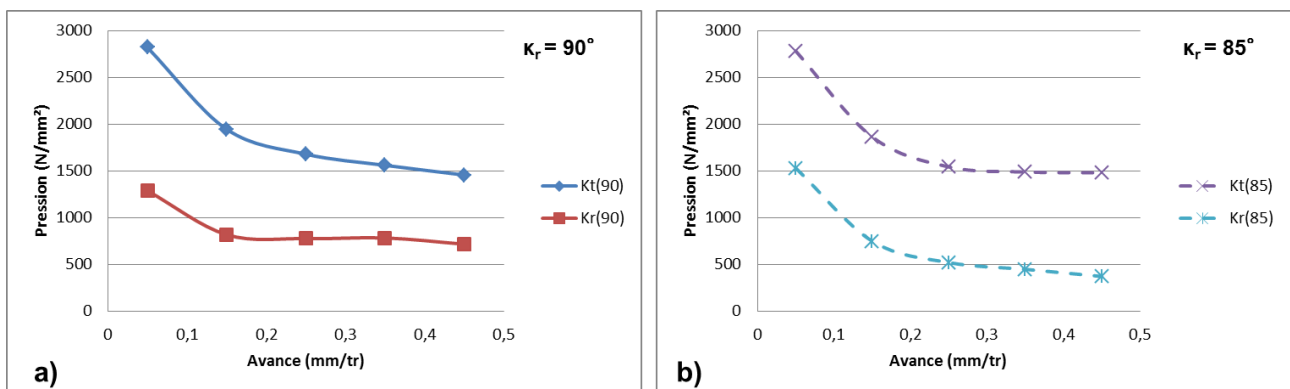 3000
2500
2000
1500
1000
500
0
Pression (N/mm²)
0
0,1
0,2
0,3
0,4
0,5
Avance (mm/tr)
κr = 90°
Kt(90)
Kr(90)
a)
3000
2500
2000
1500
1000
500
0
Pression (N/mm²)
0
0,1
0,2
0,3
0,4
0,5
Avance (mm/tr)
κr = 85°
Kt(85)
Kr(85)
b)